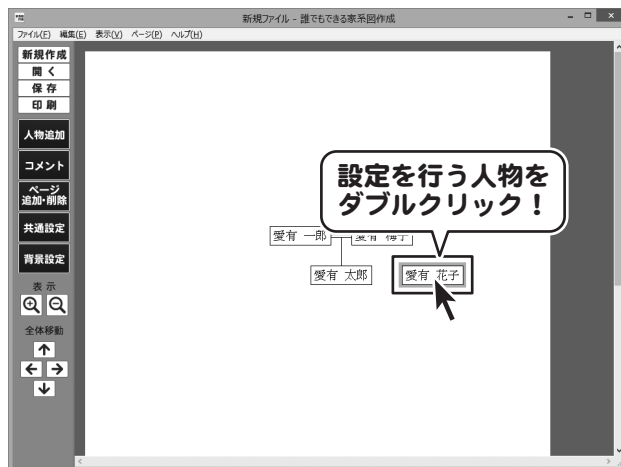 新規ファイル - 誰でもできる家系図作成
ファイル(F) 編集(E) 表示(V) ページ(P) ヘルプ(H)
新規作成
開く
保存
印刷
人物追加
コメント
ページ
追加・削除
共通設定
背景設定
表示
全体移動
設定を行う人物を
ダブルクリック！
愛有 一郎
愛有 梅子
愛有 太郎
愛有 花子